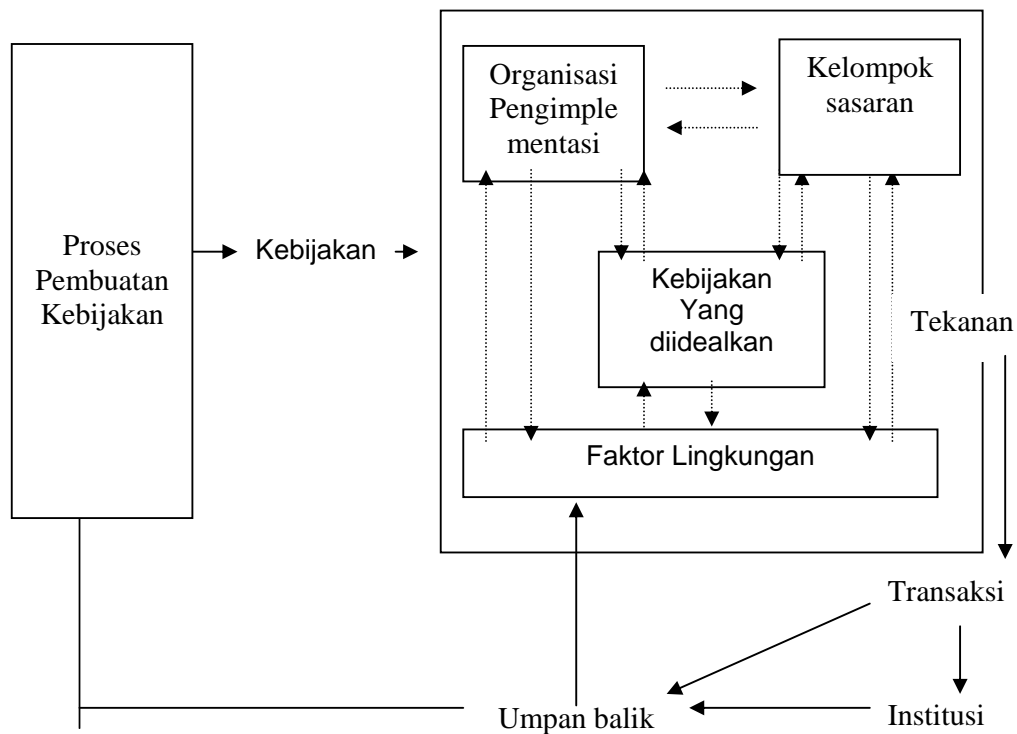 Organisasi
Pengimple
mentasi
Kelompok
sasaran
Proses
Pembuatan
Kebijakan
Kebijakan
Kebijakan
Yang
diidealkan
Tekanan
Faktor Lingkungan
Transaksi
Umpan balik
Institusi